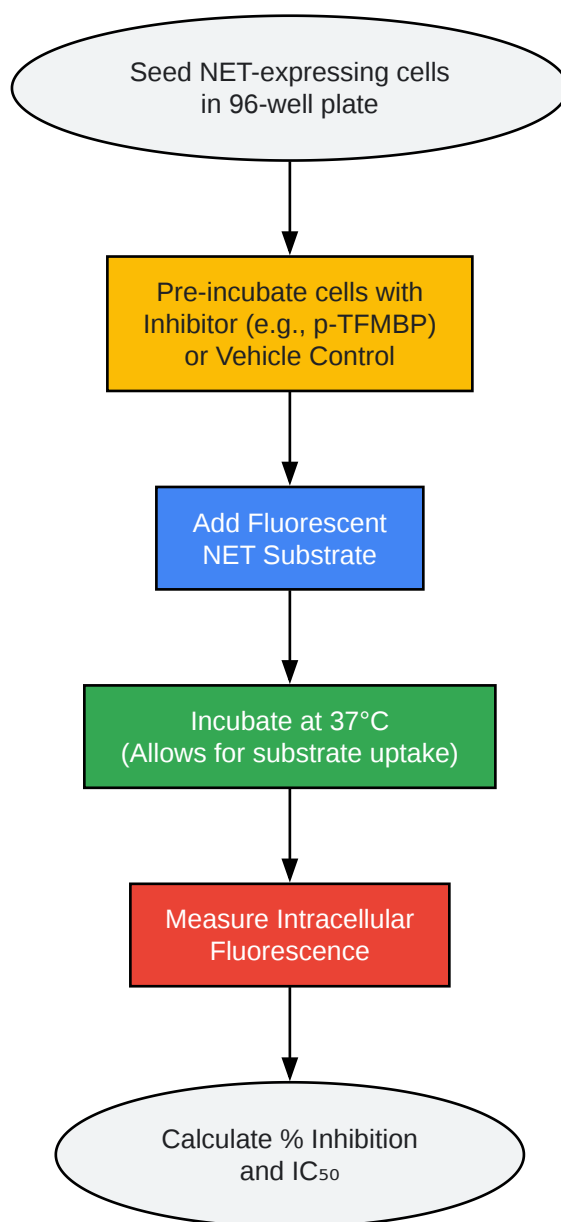 Seed NET-expressing cells
in 96-well plate
Pre-incubate cells with
Inhibitor (e.g., p-TFMBP)
or Vehicle Control
Add Fluorescent
NET Substrate
Incubate at 37°C
(Allows for substrate uptake)
Measure Intracellular
Fluorescence
Calculate % Inhibition
and IC₅₀